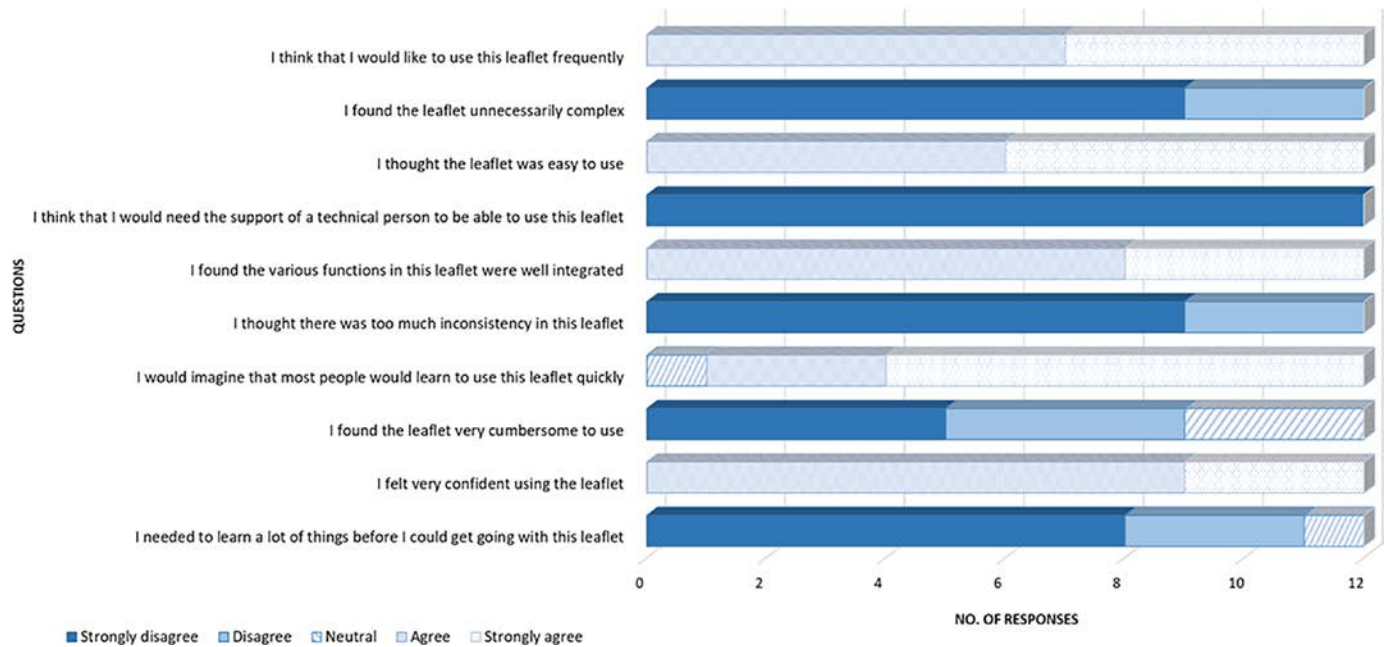 I think that I would like to use this leaflet frequently
I found the leaflet unnecessarily complex
I thought the leaflet was easy to use
I think that I would need the support of a technical person to be able to use this leaflet
I found the various functions in this leaflet were well integrated
I thought there was too much inconsistency in this leaflet
I would imagine that most people would learn to use this leaflet quickly
I found the leaflet very cumbersome to use
I felt very confident using the leaflet
I needed to learn a lot of things before I could get going with this leaflet
QUESTIONS
0 2 4 6 8 10 12
NO. OF RESPONSES
Strongly disagree Disagree Neutral Agree Strongly agree